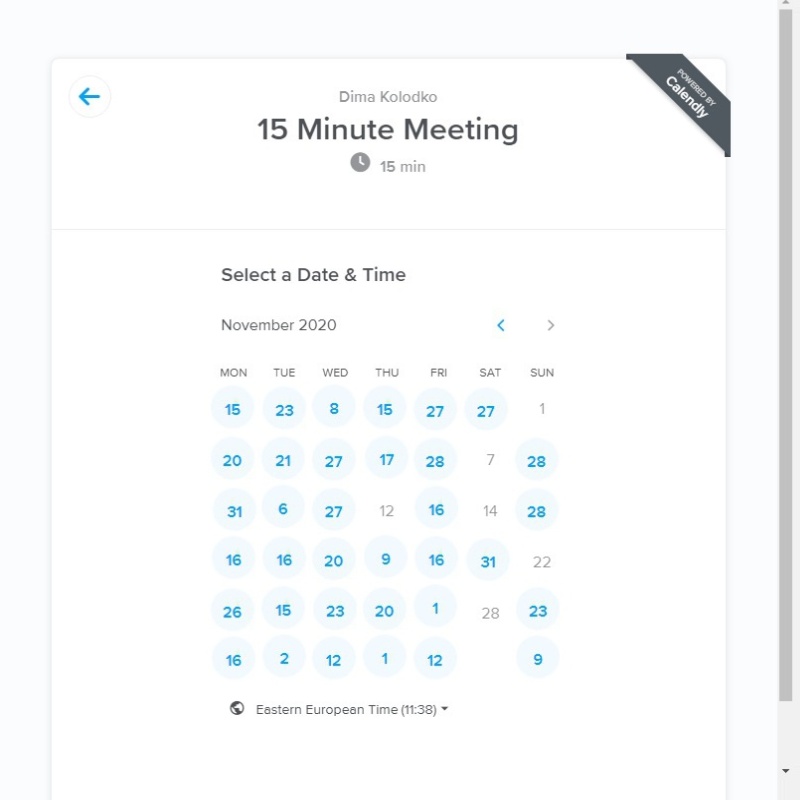 POWERED BY
Calendly
Dima Kolodko
15 Minute Meeting
15 min
Select a Date & Time
November 2020
MON TUE WED THU FRI SAT SUN
15 23 8 15 27 27 1
20 21 27 17 28 7 28
31 6 27 12 16 14 28
16 16 20 9 16 31 22
26 15 23 20 1 28 23
16 2 12 1 12 9
Eastern European Time (11:38)